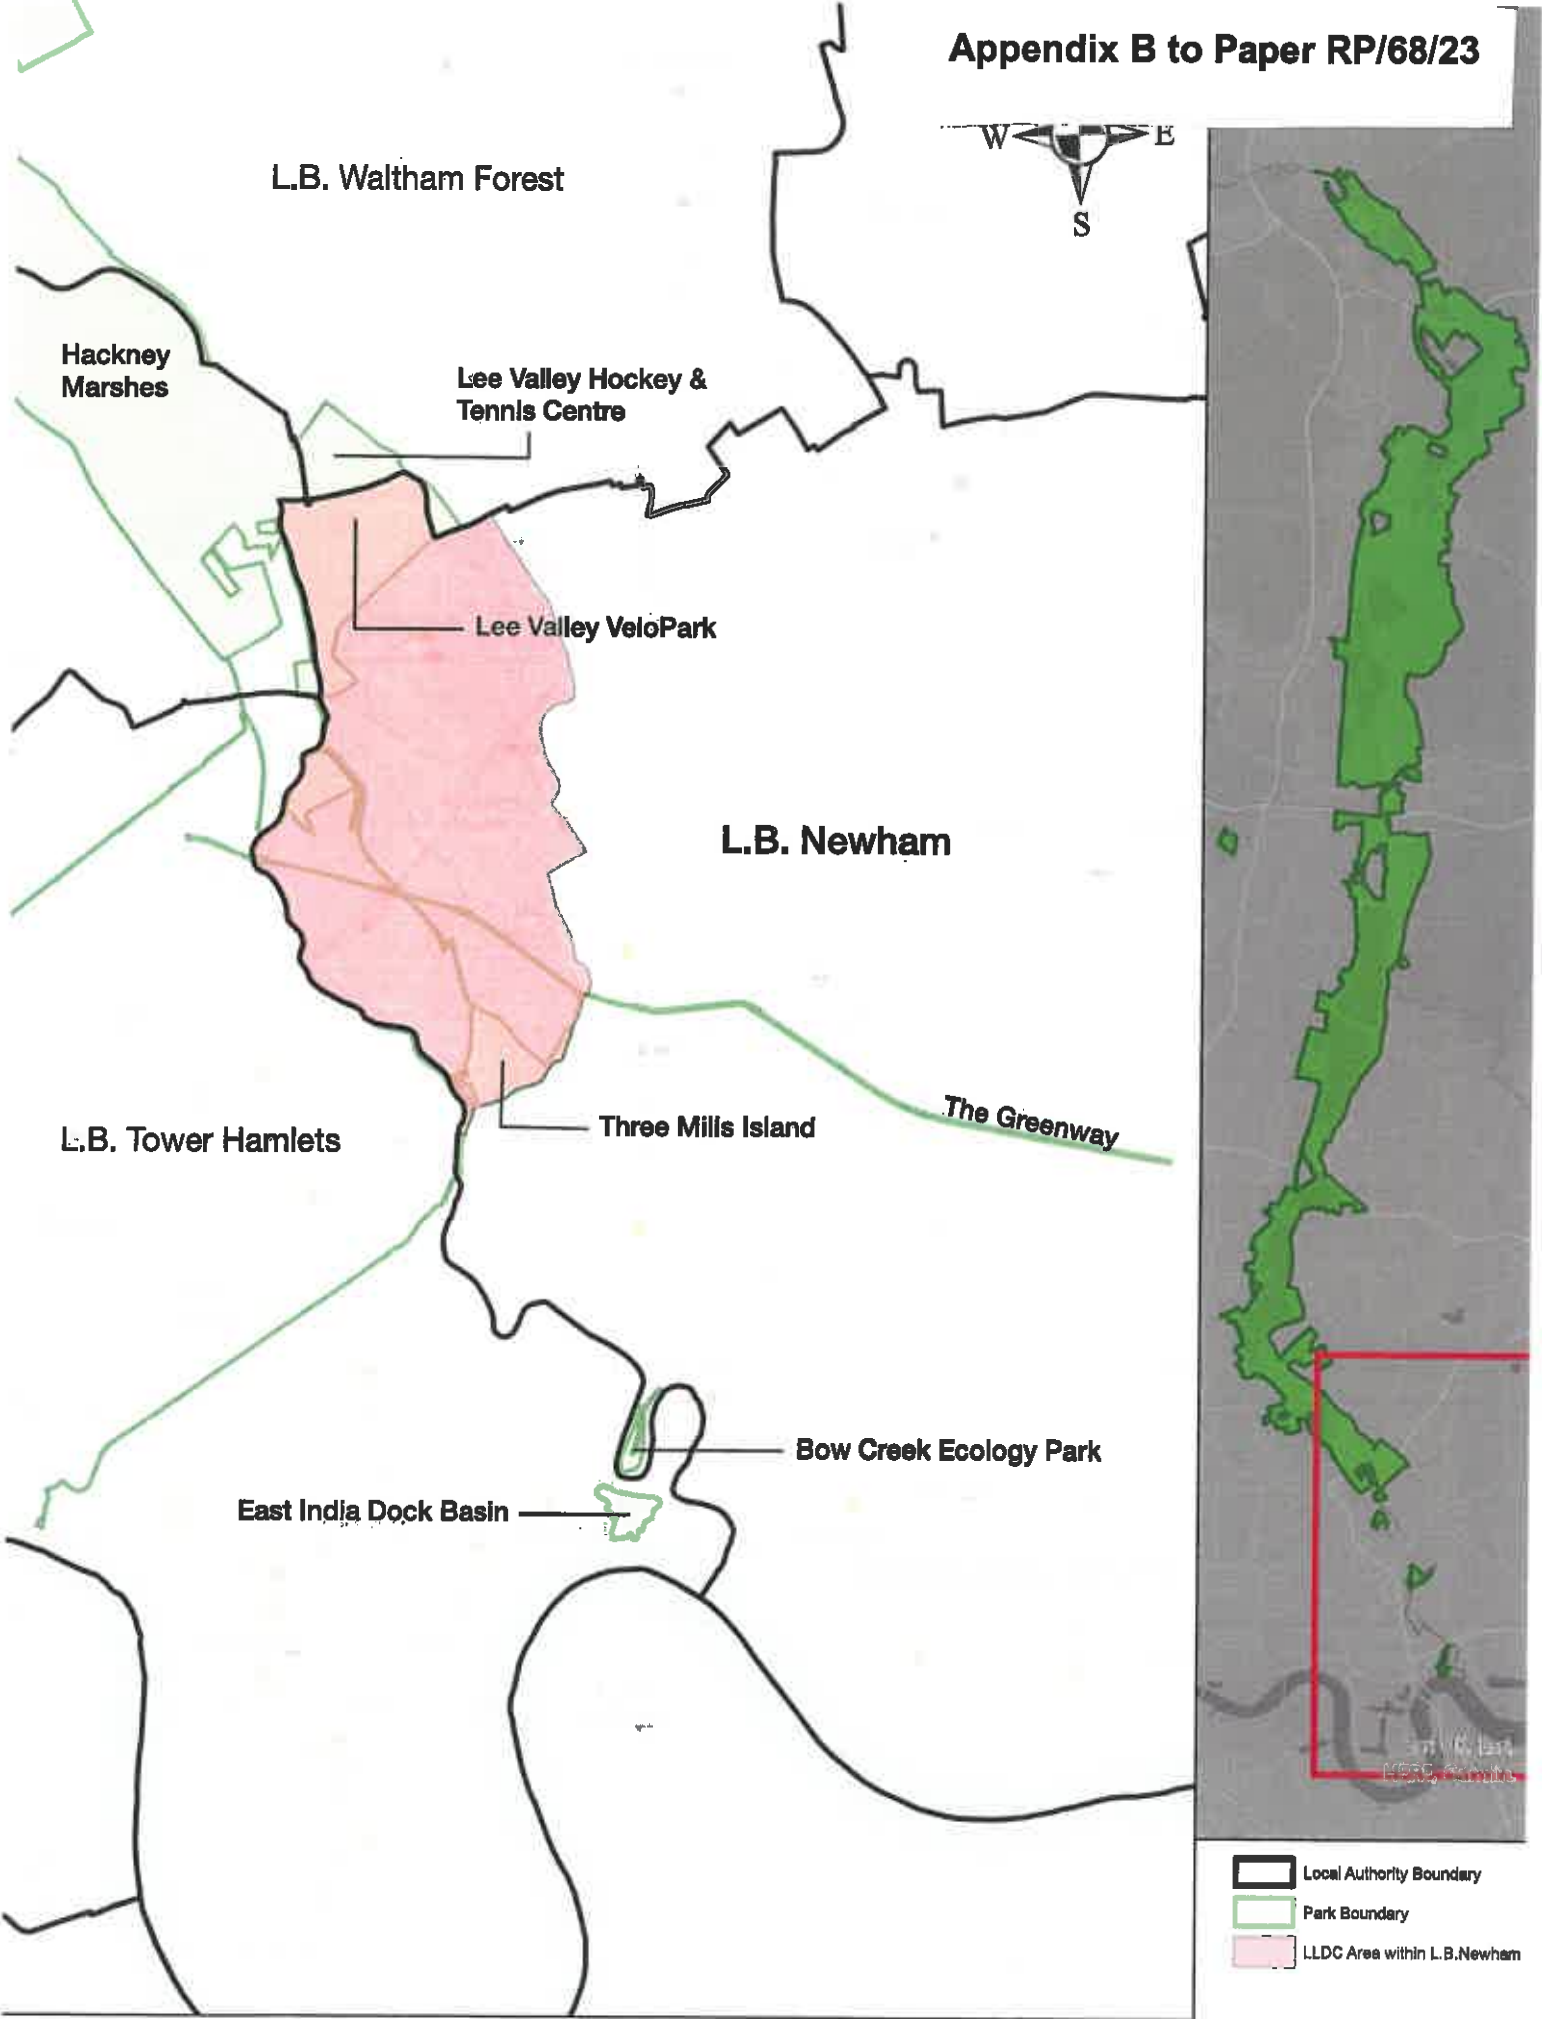 Appendix B to Paper RP/68/23
W
E
S
L.B. Waltham Forest
Hackney
Marshes
Lee Valley Hockey &
Tennis Centre
Lee Valley VeloPark
L.B. Newham
The Greenway
Three Mills Island
L.B. Tower Hamlets
Bow Creek Ecology Park
East India Dock Basin
HERE, Garmin,
Local Authority Boundary
Park Boundary
LLDC Area within L.B.Newham